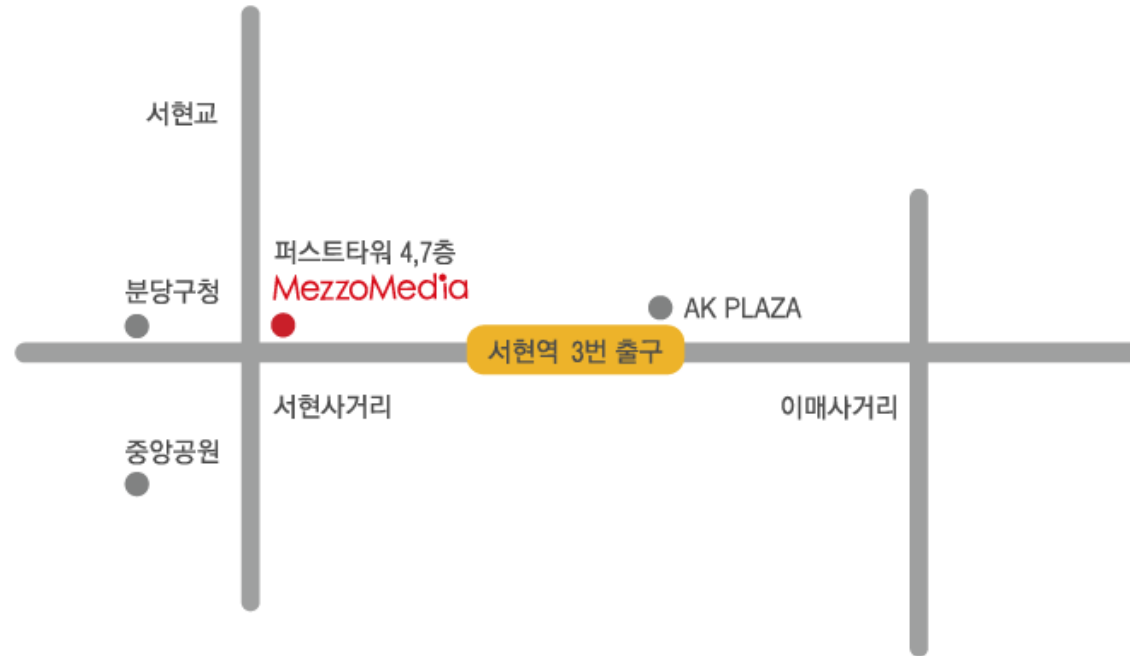 서현교
퍼스트타워 4,7층
MezzoMedia
분당구청
AK PLAZA
서현역 3번 출구
서현사거리
이매사거리
중앙공원